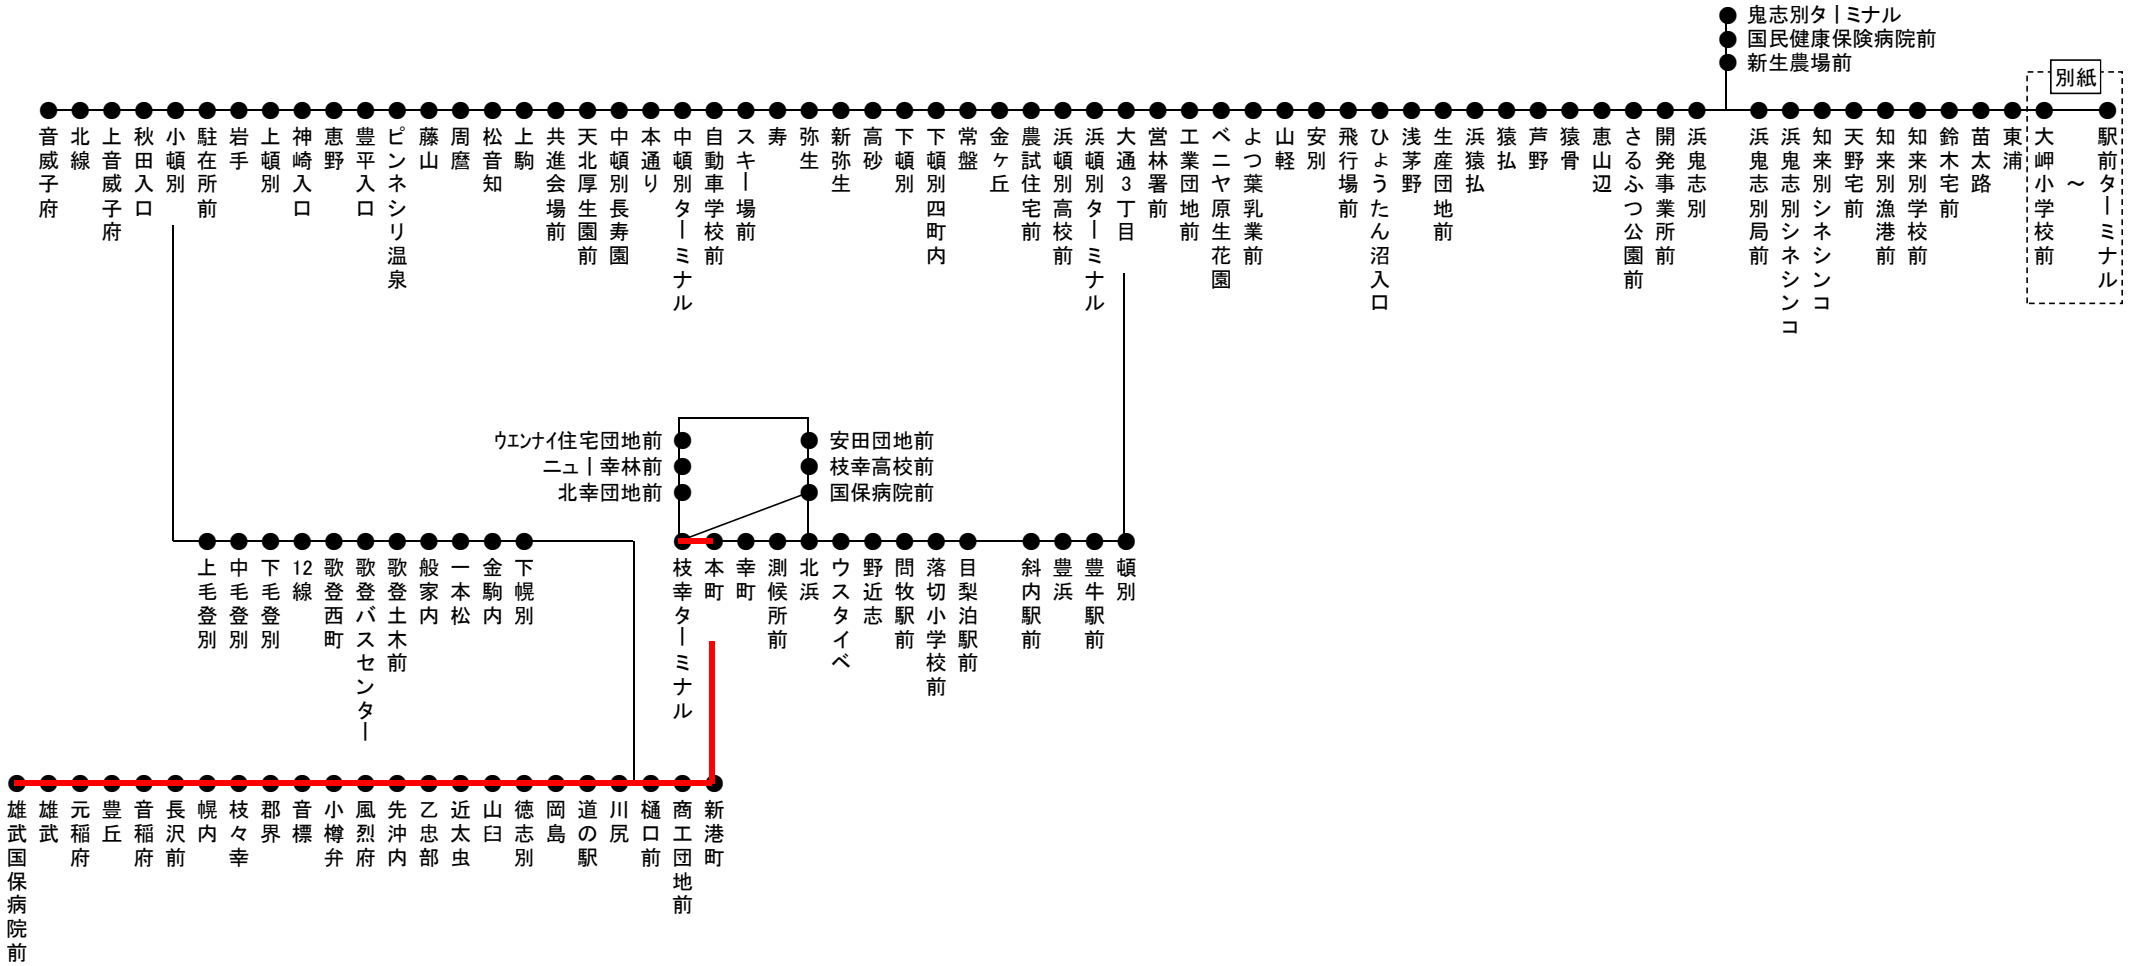 鬼志別ターミナル
国民健康保険病院前
新生農場前
別紙
音威子府
北線
上音威子府
秋田入口
小頓別
駐在所前
岩手
上頓別
神崎入口
恵野
豊平入口
ピンネシリ温泉
藤山
周麿
松音知
上駒
共進会場前
天北厚生園前
中頓別長寿園
本通り
中頓別ターミナル
自動車学校前
スキー場前
寿
弥生
新弥生
高砂
下頓別
下頓別四町内
常盤
金ヶ丘
農試住宅前
浜頓別高校前
浜頓別ターミナル
大通3丁目
営林署前
工業団地前
ベニヤ原生花園
よつ葉乳業前
山軽
安別
飛行場前
ひょうたん沼入口
浅茅野
生産団地前
浜猿払
猿払
芦野
猿骨
恵山辺
さるふつ公園前
開発事業所前
浜鬼志別
浜鬼志別局前
浜鬼志別シネシンコ
知来別シネシンコ
天野宅前
知来別漁港前
知来別学校前
鈴木宅前
苗太路
東浦
大岬小学校前
～
駅前ターミナル
ウエンナイ住宅団地前
ニュー幸林前
北幸団地前
安田団地前
枝幸高校前
国保病院前
上毛登別
中毛登別
下毛登別
12線
歌登西町
歌登バスセンター
歌登土木前
般家内
一本松
金駒内
下幌別
枝幸ターミナル
本町
幸町
測候所前
北浜
ウスタイベ
野近志
問牧駅前
落切小学校前
目梨泊駅前
斜内駅前
豊浜
豊牛駅前
頓別
雄武国保病院前
雄武
元稲府
豊丘
音稲府
長沢前
幌内
枝々幸
郡界
音標
小樽弁
風烈府
先沖内
乙忠部
近太虫
山臼
徳志別
岡島
道の駅
川尻
樋口前
商工団地前
新港町